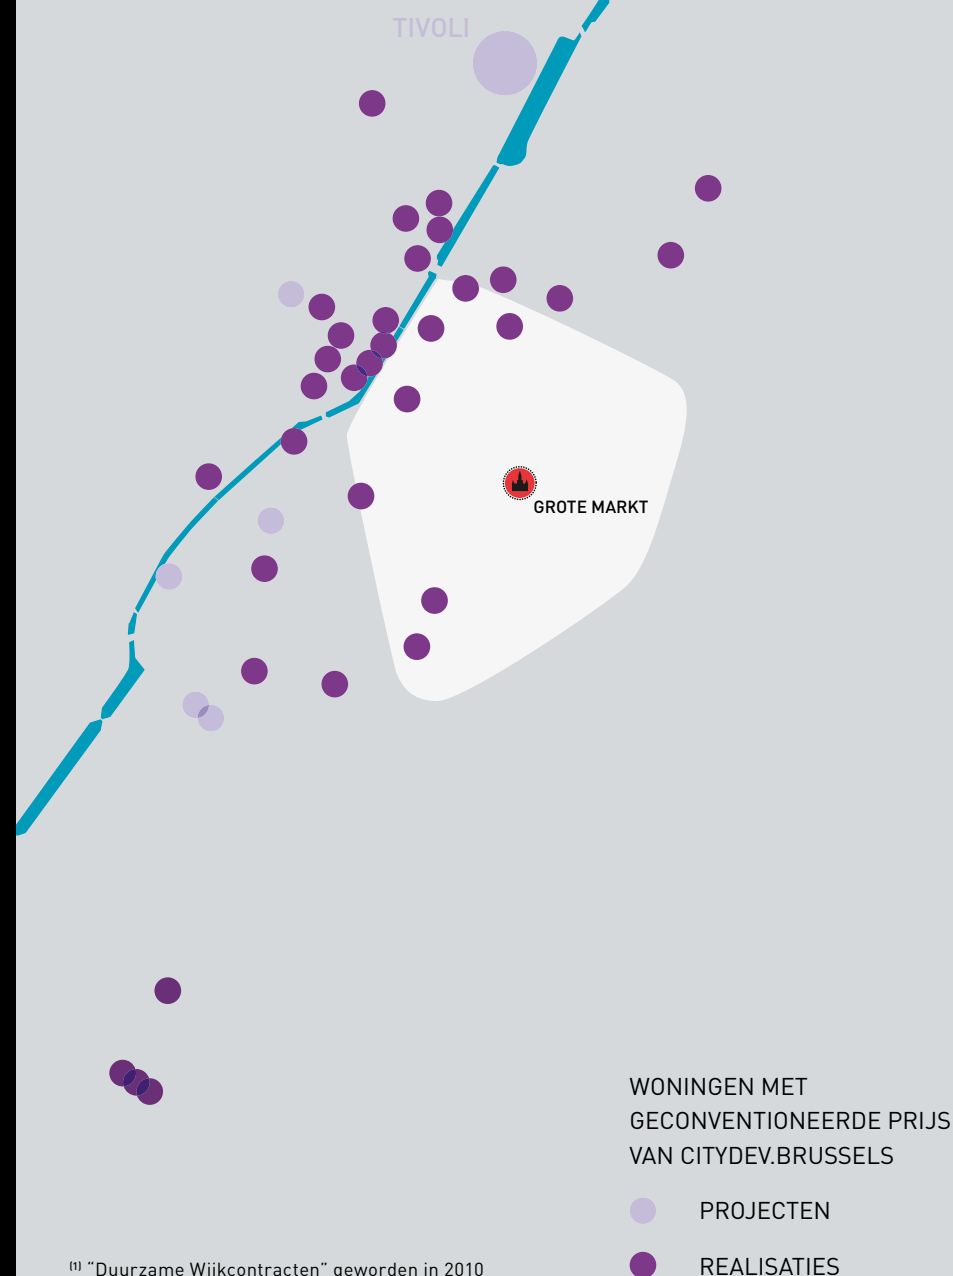 TIVOLI
GROTE MARKT
WONINGEN MET
GECONVENTIONEERDE PRIJS
VAN CITYDEV.BRUSSELS
PROJECTEN
REALISATIES
(1) “Duurzame Wijkcontracten” geworden in 2010